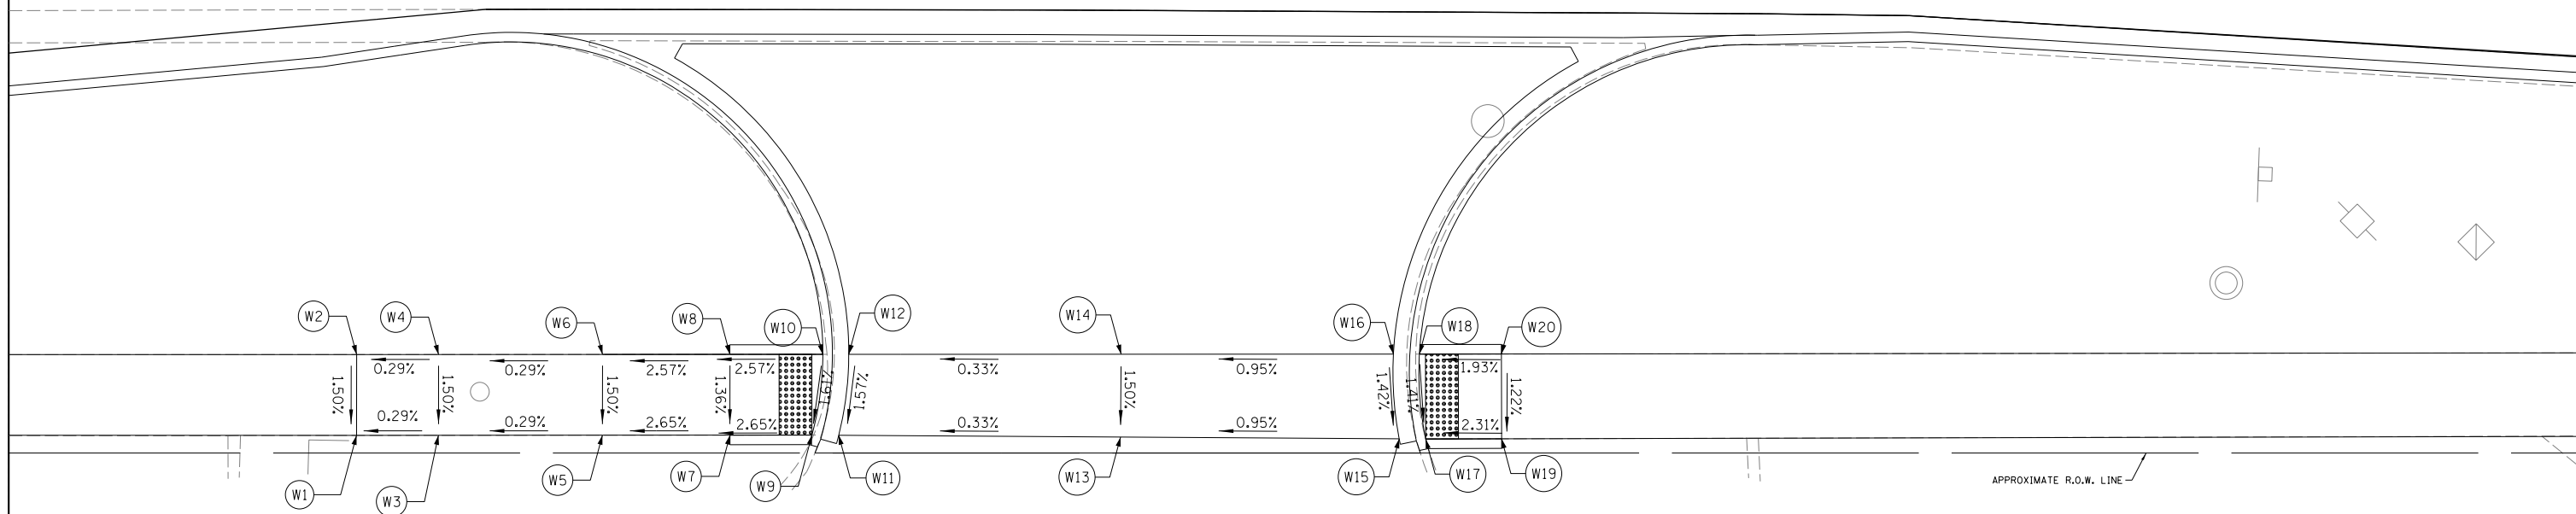 W2
W4
W6
W8
W10
W12
W14
W16
W18
W20
0.29%
0.29%
2.57%
2.57%
0.33%
0.95%
1.93%
1.50%
1.50%
1.50%
1.36%
1.61%
1.57%
1.50%
1.42%
1.41%
1.22%
0.29%
0.29%
2.65%
2.65%
0.33%
0.95%
2.31%
W1
W3
W5
W7
W9
W11
W13
W15
W17
W19
APPROXIMATE R.O.W. LINE